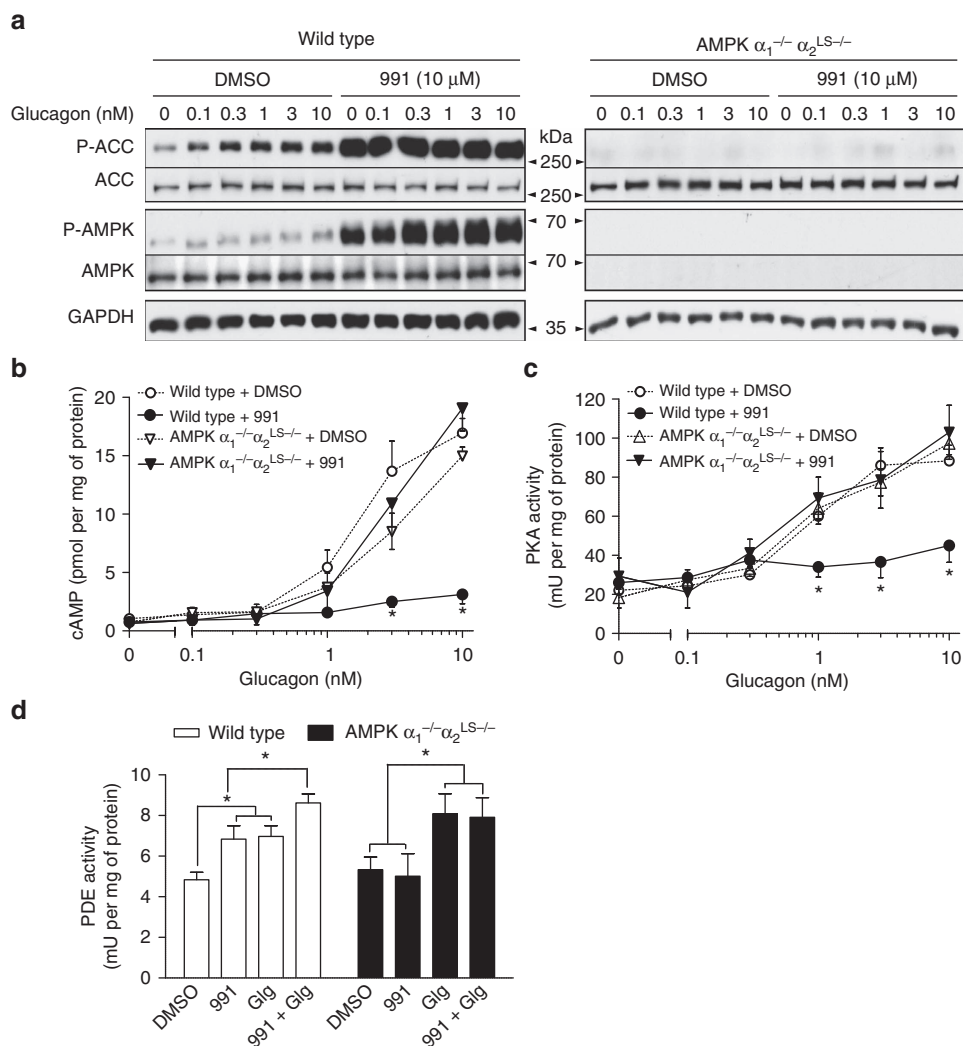 a
Wild type
AMPK α₁⁻/⁻ α₂ᴸˢ⁻/⁻
DMSO 991 (10 μM) DMSO 991 (10 μM)
Glucagon (nM) 0 0.1 0.3 1 3 10 0 0.1 0.3 1 3 10 0 0.1 0.3 1 3 10 0 0.1 0.3 1 3 10
kDa
P-ACC
250
ACC
250
P-AMPK
70
AMPK
70
GAPDH
35
b
Wild type + DMSO
Wild type + 991
AMPK α₁⁻/⁻α₂ᴸˢ⁻/⁻ + DMSO
AMPK α₁⁻/⁻α₂ᴸˢ⁻/⁻ + 991
cAMP (pmol per mg of protein)
20
15
10
5
0
* *
0 0.1 1 10
Glucagon (nM)
c
Wild type + DMSO
Wild type + 991
AMPK α₁⁻/⁻α₂ᴸˢ⁻/⁻ + DMSO
AMPK α₁⁻/⁻α₂ᴸˢ⁻/⁻ + 991
PKA activity
(mU per mg of protein)
120
100
80
60
40
20
0
* * *
0 0.1 1 10
Glucagon (nM)
d
Wild type AMPK α₁⁻/⁻α₂ᴸˢ⁻/⁻
PDE activity
(mU per mg of protein)
10
8
6
4
2
0
* * *
DMSO 991 Glg 991 + Glg DMSO 991 Glg 991 + Glg